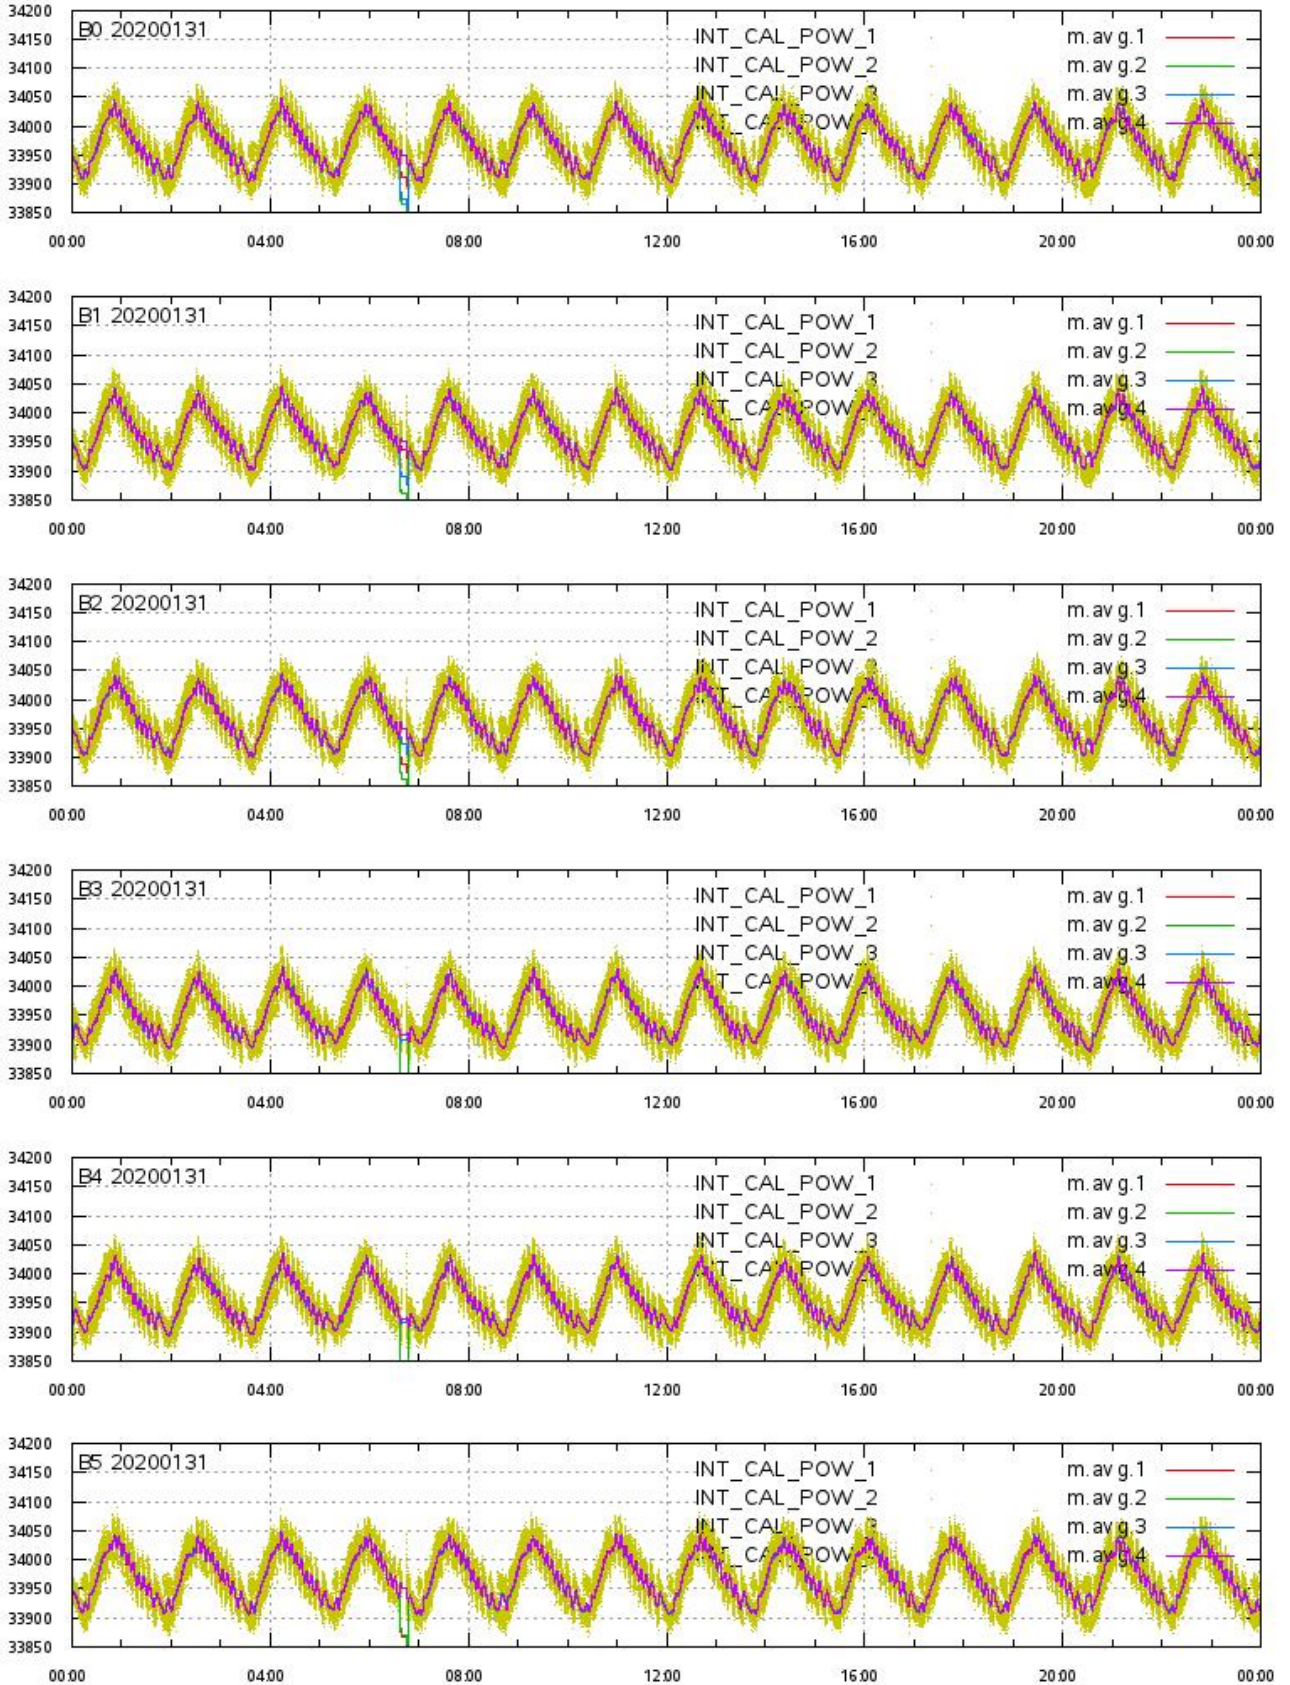 34200
B0 20200131 INT_CAL_POW_1 m.avg.1
34150
INT_CAL_POW_2 m.avg.2
34100
INT_CAL_POW_3 m.avg.3
34050
m.avg.4
34000
33950
33900
33850
00:00 04:00 08:00 12:00 16:00 20:00 00:00
34200
B1 20200131 INT_CAL_POW_1 m.avg.1
34150
INT_CAL_POW_2 m.avg.2
34100
INT_CAL_POW_3 m.avg.3
34050
m.avg.4
34000
33950
33900
33850
00:00 04:00 08:00 12:00 16:00 20:00 00:00
34200
B2 20200131 INT_CAL_POW_1 m.avg.1
34150
INT_CAL_POW_2 m.avg.2
34100
INT_CAL_POW_3 m.avg.3
34050
m.avg.4
34000
33950
33900
33850
00:00 04:00 08:00 12:00 16:00 20:00 00:00
34200
B3 20200131 INT_CAL_POW_1 m.avg.1
34150
INT_CAL_POW_2 m.avg.2
34100
INT_CAL_POW_3 m.avg.3
34050
m.avg.4
34000
33950
33900
33850
00:00 04:00 08:00 12:00 16:00 20:00 00:00
34200
B4 20200131 INT_CAL_POW_1 m.avg.1
34150
INT_CAL_POW_2 m.avg.2
34100
INT_CAL_POW_3 m.avg.3
34050
m.avg.4
34000
33950
33900
33850
00:00 04:00 08:00 12:00 16:00 20:00 00:00
34200
B5 20200131 INT_CAL_POW_1 m.avg.1
34150
INT_CAL_POW_2 m.avg.2
34100
INT_CAL_POW_3 m.avg.3
34050
m.avg.4
34000
33950
33900
33850
00:00 04:00 08:00 12:00 16:00 20:00 00:00